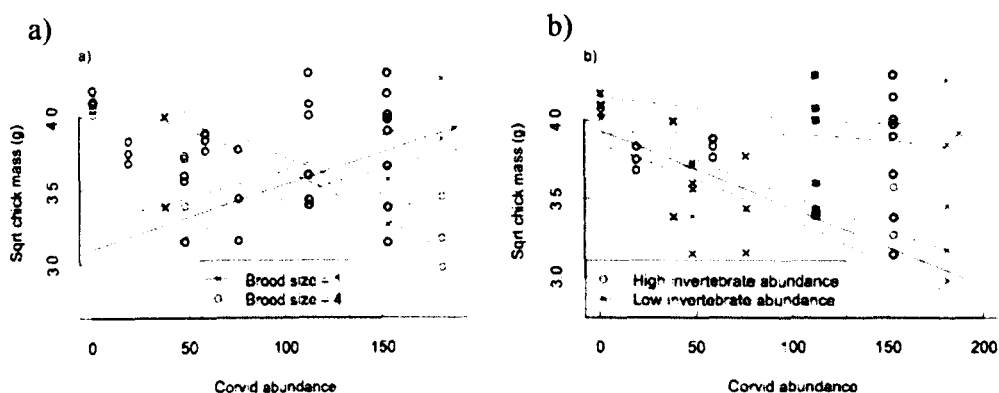 a)
a)
Sqrt chick mass (g)
4.0
3.5
3.0
Brood size = 1
Brood size = 4
0
50
100
150
Corvid abundance
b)
b)
Sqrt chick mass (g)
4.0
3.5
3.0
High invertebrate abundance
Low invertebrate abundance
0
50
100
150
200
Corvid abundance